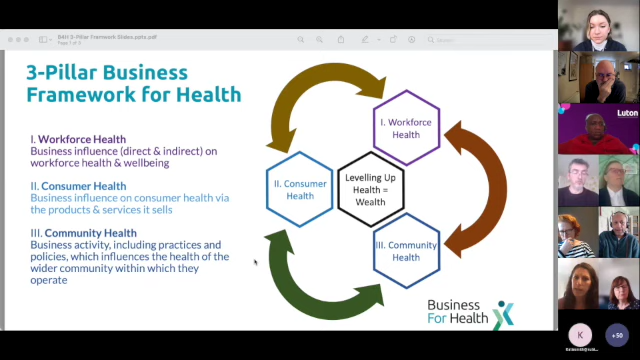 B4H 3-Pillar Framework Slides.pptx.pdf
Page 1 of 5
Search
3-Pillar Business
Framework for Health
I. Workforce Health
Business influence (direct & indirect) on
workforce health & wellbeing
II. Consumer Health
Business influence on consumer health via
the products & services it sells
III. Community Health
Business activity, including practices and
policies, which influences the health of the
wider community within which they
operate
I. Workforce
Health
II. Consumer
Health
Levelling Up
Health =
Wealth
III. Community
Health
Business
For Health
Luton
K
+50